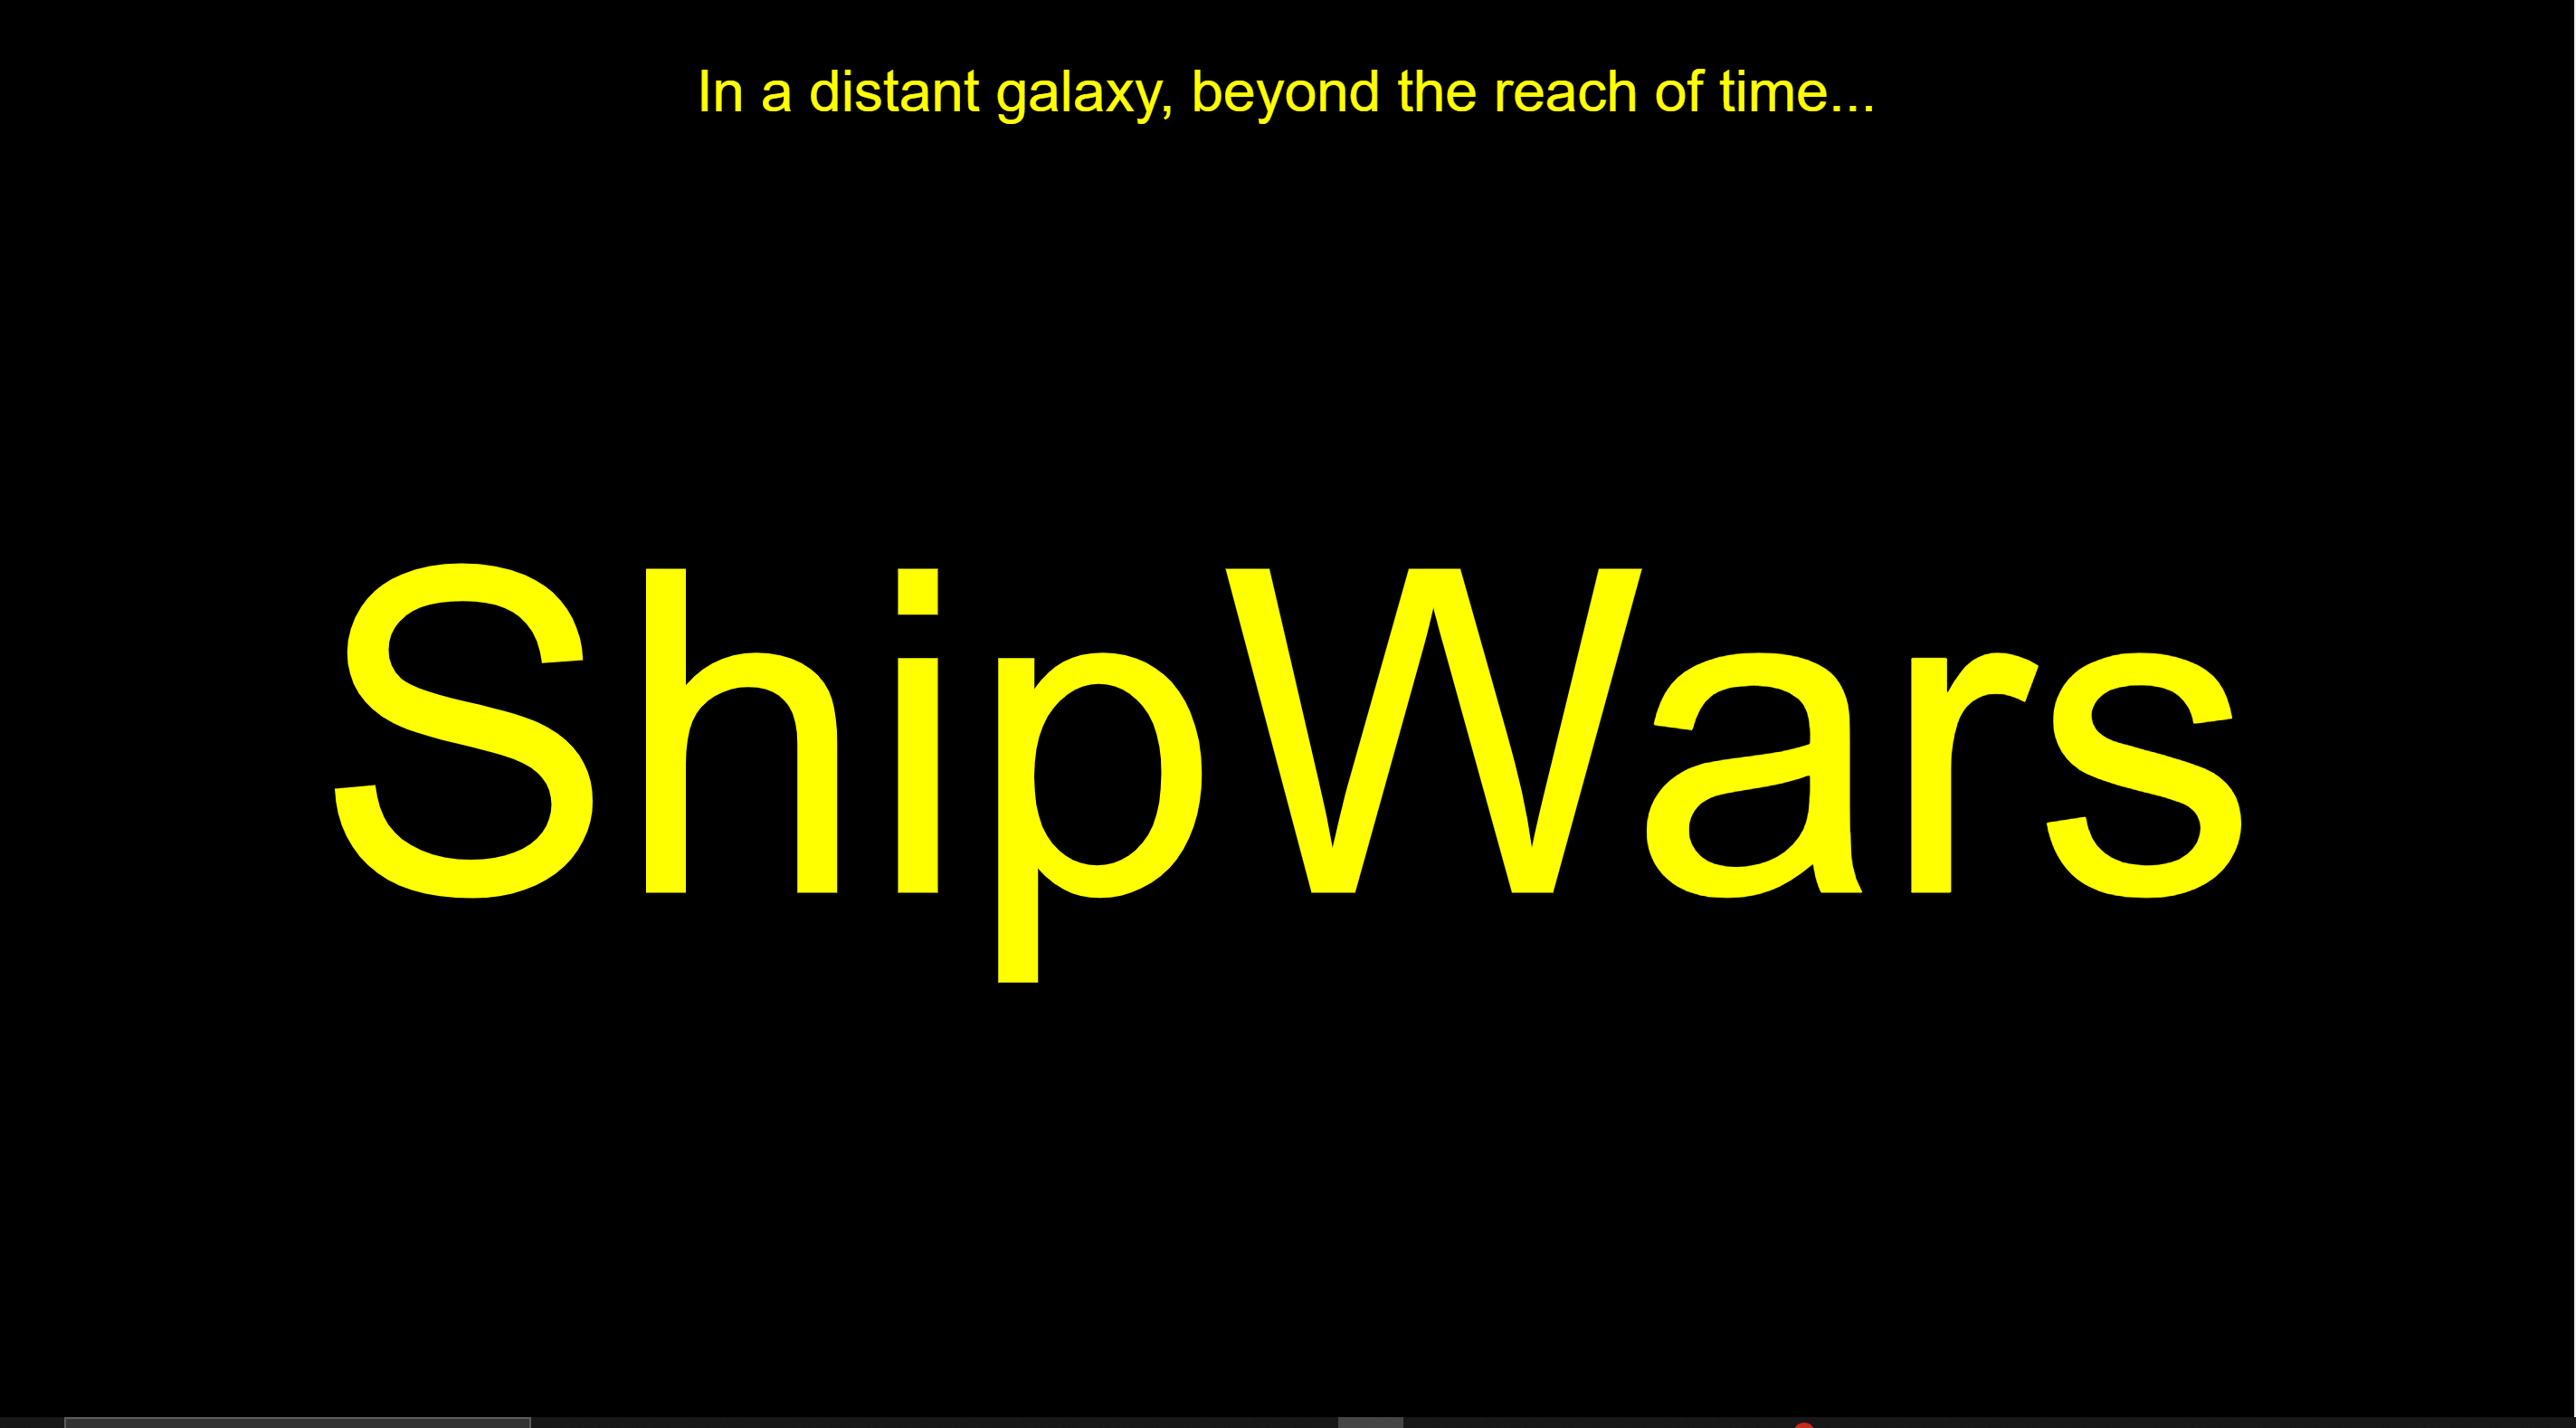 In a distant galaxy, beyond the reach of time...
ShipWars